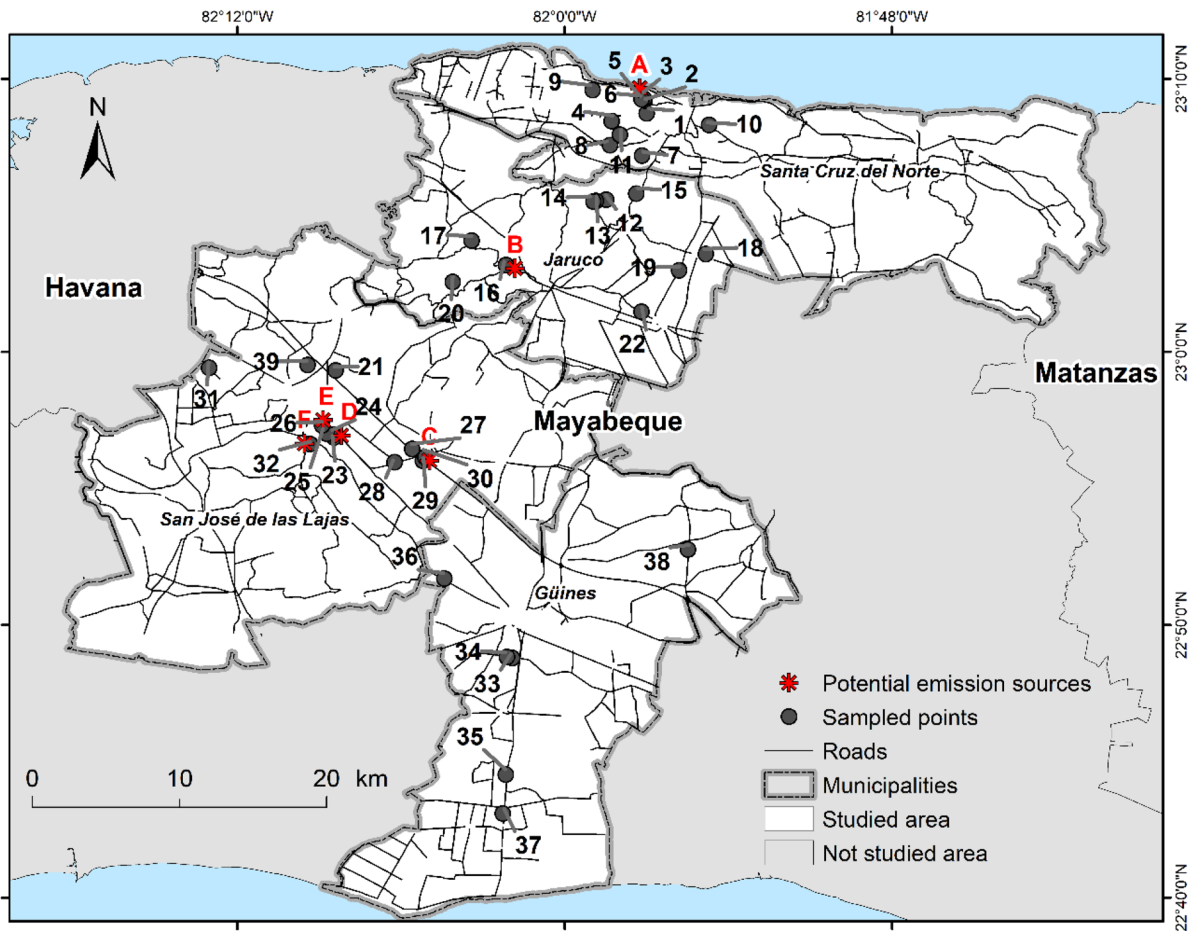 82°12'0"W
82°0'0"W
81°48'0"W
N
5
A
3
2
9
6
4
1
10
8
11
7
Santa Cruz del Norte
23°10'0"N
14
15
13
12
17
B
Jaruco
18
19
16
20
22
Havana
23°0'0"N
39
21
31
Matanzas
E
24
26
F
D
Mayabeque
C
27
32
25
23
28
29
30
San José de las Lajas
36
38
Güines
22°50'0"N
34
33
35
37
0 10 20 km
Potential emission sources
Sampled points
Roads
Municipalities
Studied area
Not studied area
22°40'0"N